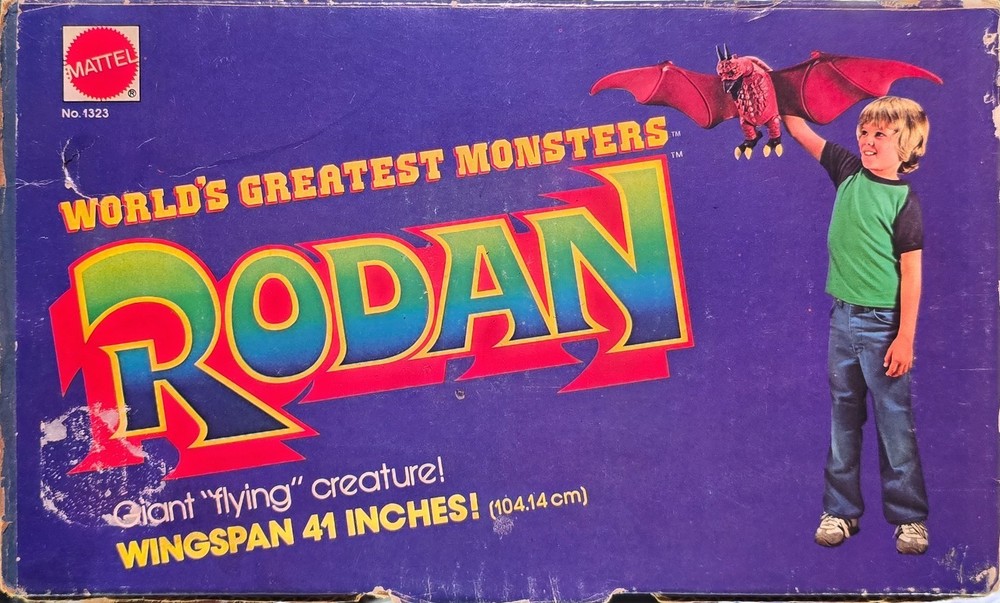 MATTEL
®
No. 1323
WORLD'S GREATEST MONSTERS™
RODAN™
Giant "flying" creature!
WINGSPAN 41 INCHES! (104.14 cm)